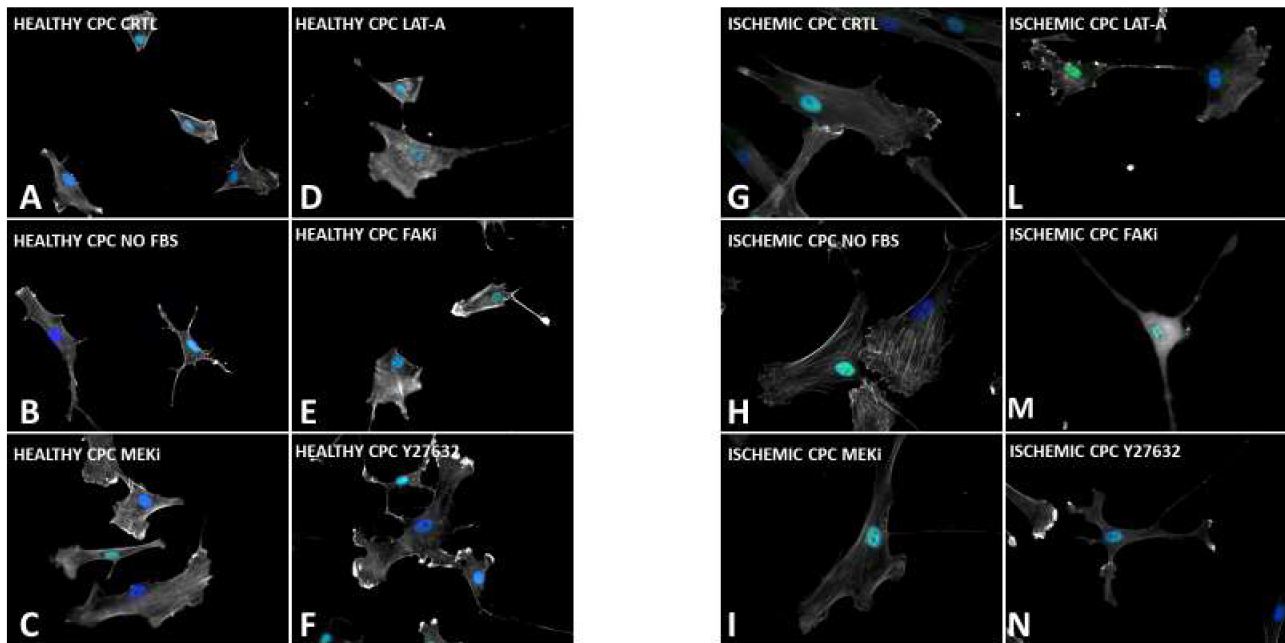 HEALTHY CPC CRTL
A
HEALTHY CPC LAT-A
D
HEALTHY CPC NO FBS
B
HEALTHY CPC FAKi
E
HEALTHY CPC MEKi
C
HEALTHY CPC Y27632
F
ISCHEMIC CPC CRTL
G
ISCHEMIC CPC LAT-A
L
ISCHEMIC CPC NO FBS
H
ISCHEMIC CPC FAKi
M
ISCHEMIC CPC MEKi
I
ISCHEMIC CPC Y27632
N